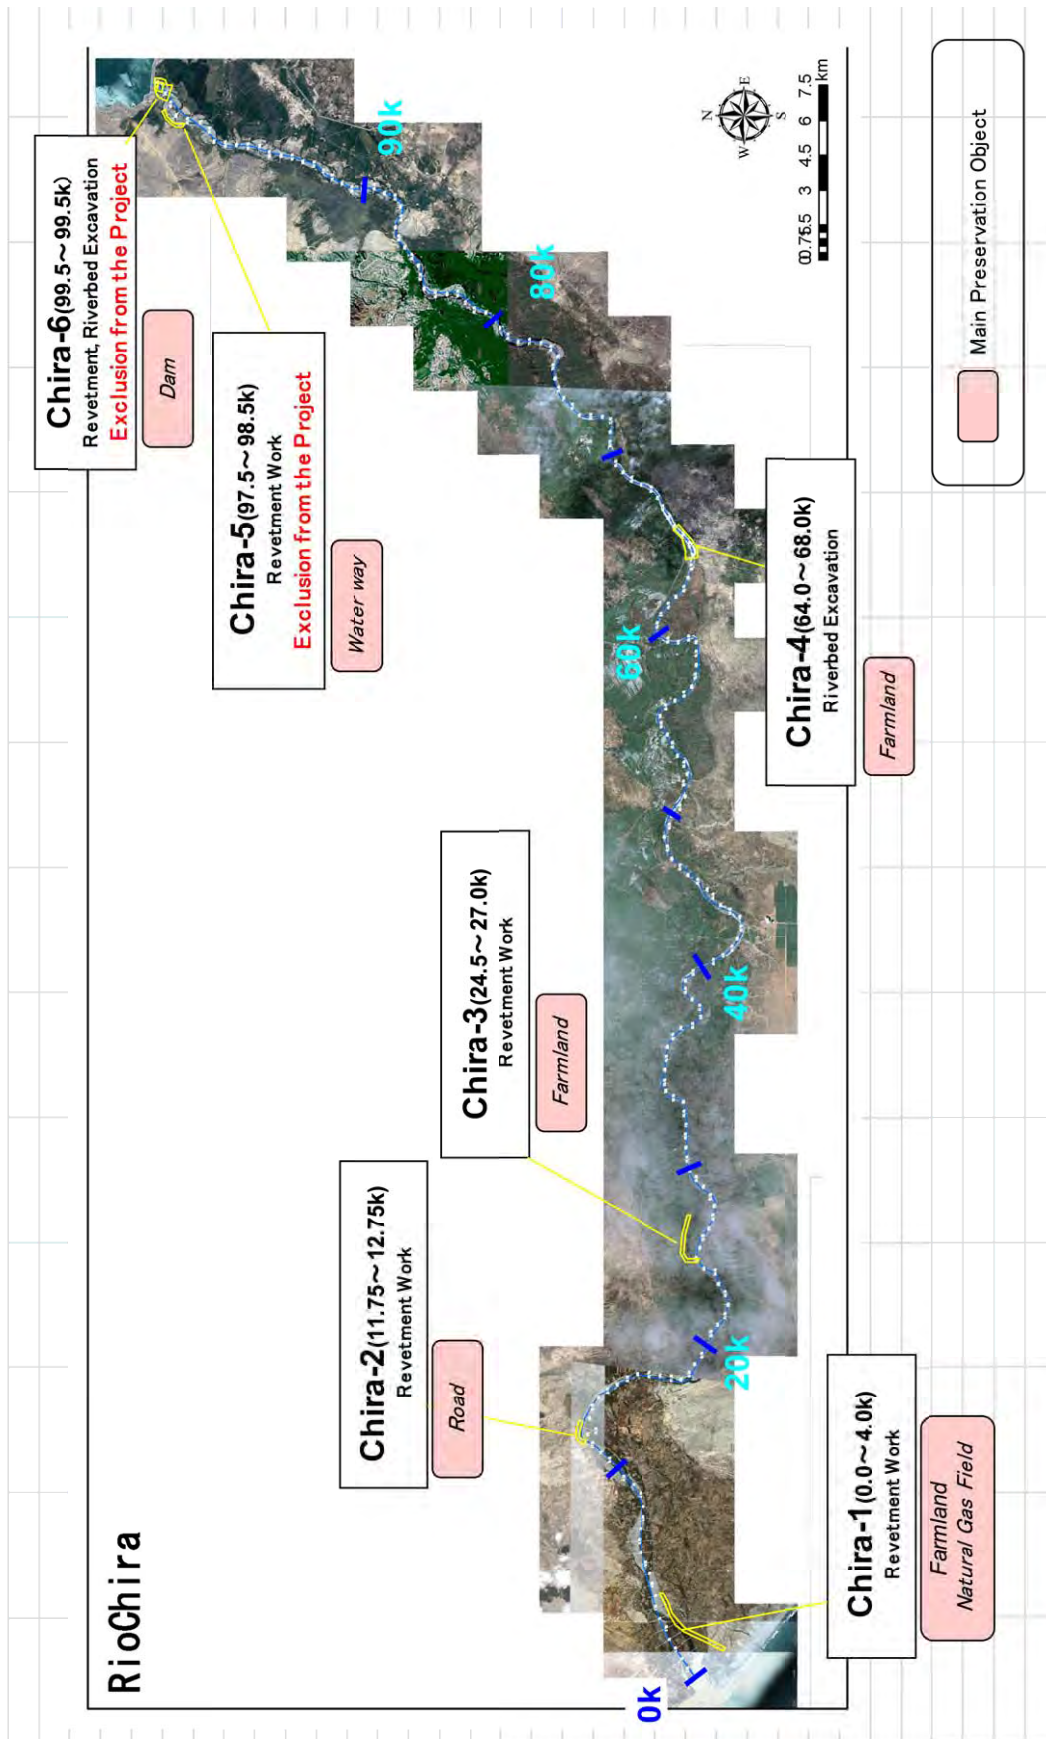 RioChira
Chira-6(99.5～99.5k)
Revetment, Riverbed Excavation
Exclusion from the Project
Dam
Chira-5(97.5～98.5k)
Revetment Work
Exclusion from the Project
Water way
Chira-3(24.5～27.0k)
Revetment Work
Farmland
Chira-2(11.75～12.75k)
Revetment Work
Road
0k
20k
40k
60k
80k
90k
N
E
S
W
0 0.75 1.5 3 4.5 6 7.5
km
Chira-1(0.0～4.0k)
Revetment Work
Farmland
Natural Gas Field
Chira-4(64.0～68.0k)
Riverbed Excavation
Farmland
Main Preservation Object